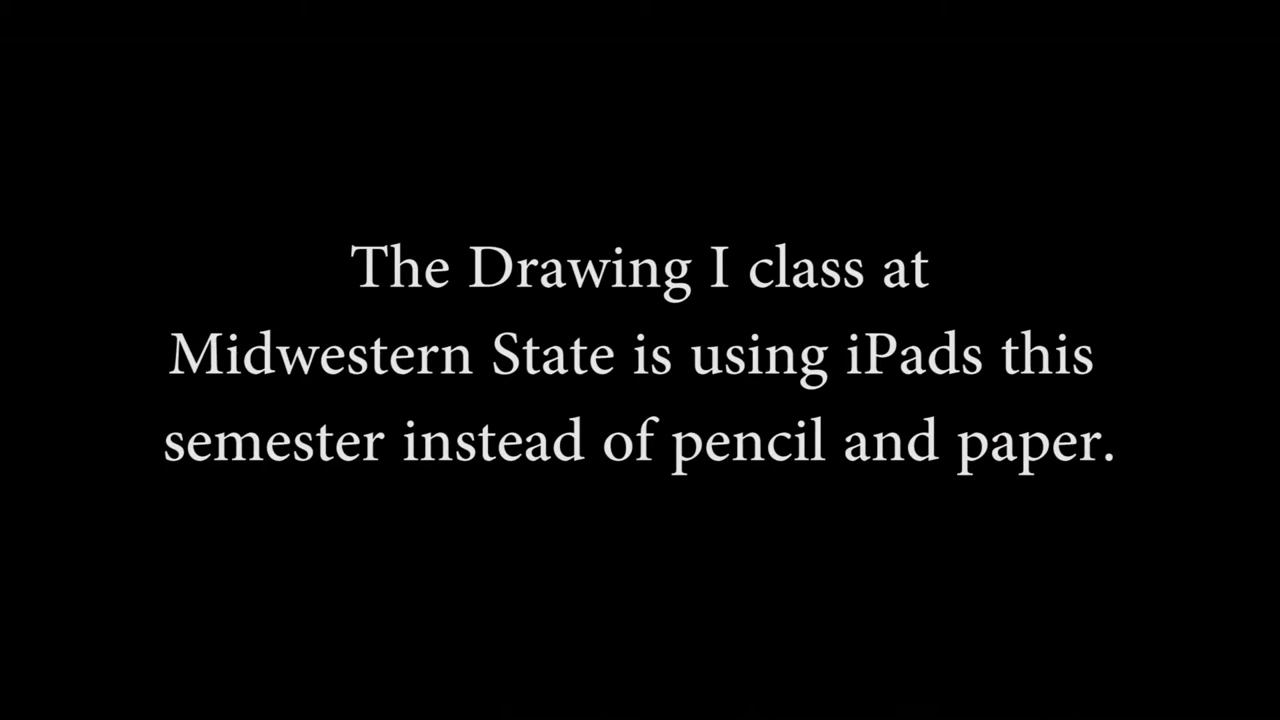 The Drawing I class at
Midwestern State is using iPads this
semester instead of pencil and paper.